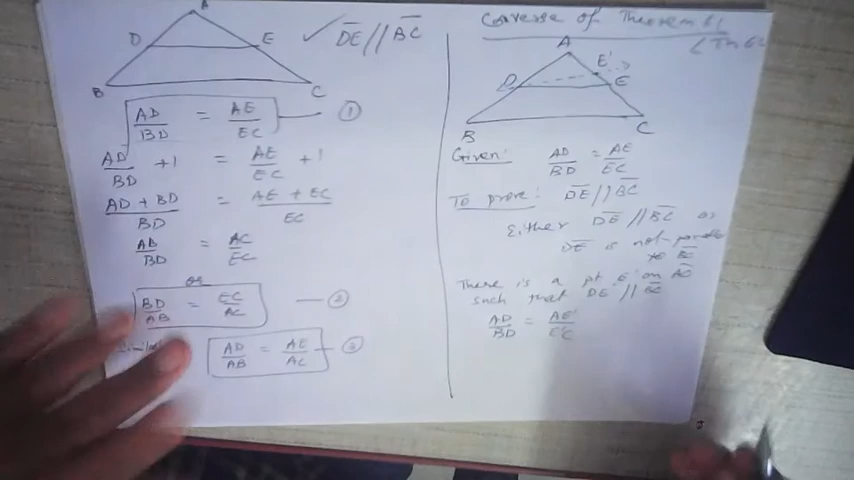 A
D E
B C
✓ DE // BC
AD/BD = AE/EC — ①
AD/BD + 1 = AE/EC + 1
AD + BD/BD = AE + EC/EC
AB/BD = AC/EC
or
BD/AB = EC/AC — ②
AD/AB = AE/AC — ③
Converse of Theorem 61
A
D E' E
B C
Given: AD/BD = AE/EC
To prove: DE // BC
Either DE // BC or
DE is not parallel
to BC
There is a pt E' on AC
such that DE' // BC
AD/BD = AE'/E'C